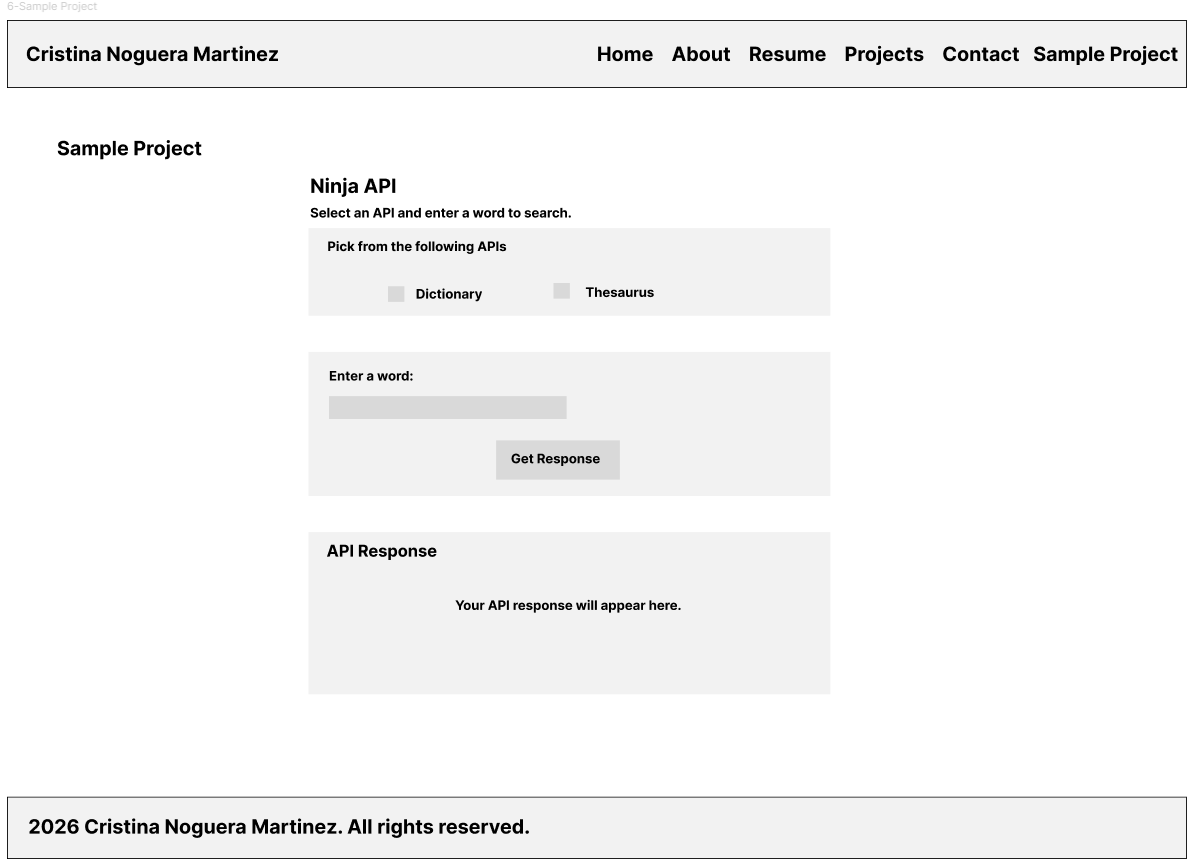 6-Sample Project
Cristina Noguera Martinez Home About Resume Projects Contact Sample Project
Sample Project
Ninja API
Select an API and enter a word to search.
Pick from the following APIs
Dictionary Thesaurus
Enter a word:
Get Response
API Response
Your API response will appear here.
2026 Cristina Noguera Martinez. All rights reserved.